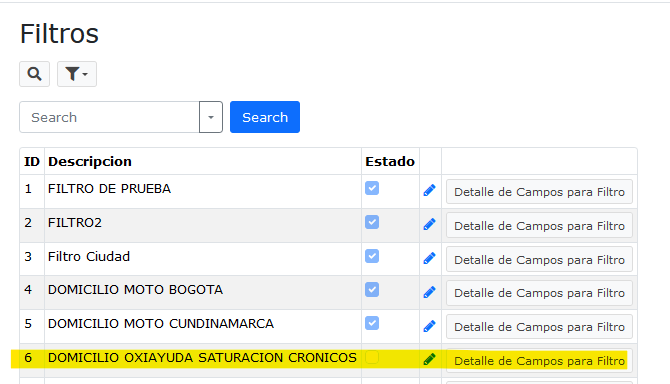 Filtros
Search
Search
ID Descripcion Estado
1 FILTRO DE PRUEBA Detalle de Campos para Filtro
2 FILTRO2 Detalle de Campos para Filtro
3 Filtro Ciudad Detalle de Campos para Filtro
4 DOMICILIO MOTO BOGOTA Detalle de Campos para Filtro
5 DOMICILIO MOTO CUNDINAMARCA Detalle de Campos para Filtro
6 DOMICILIO OXIAYUDA SATURACION CRONICOS Detalle de Campos para Filtro